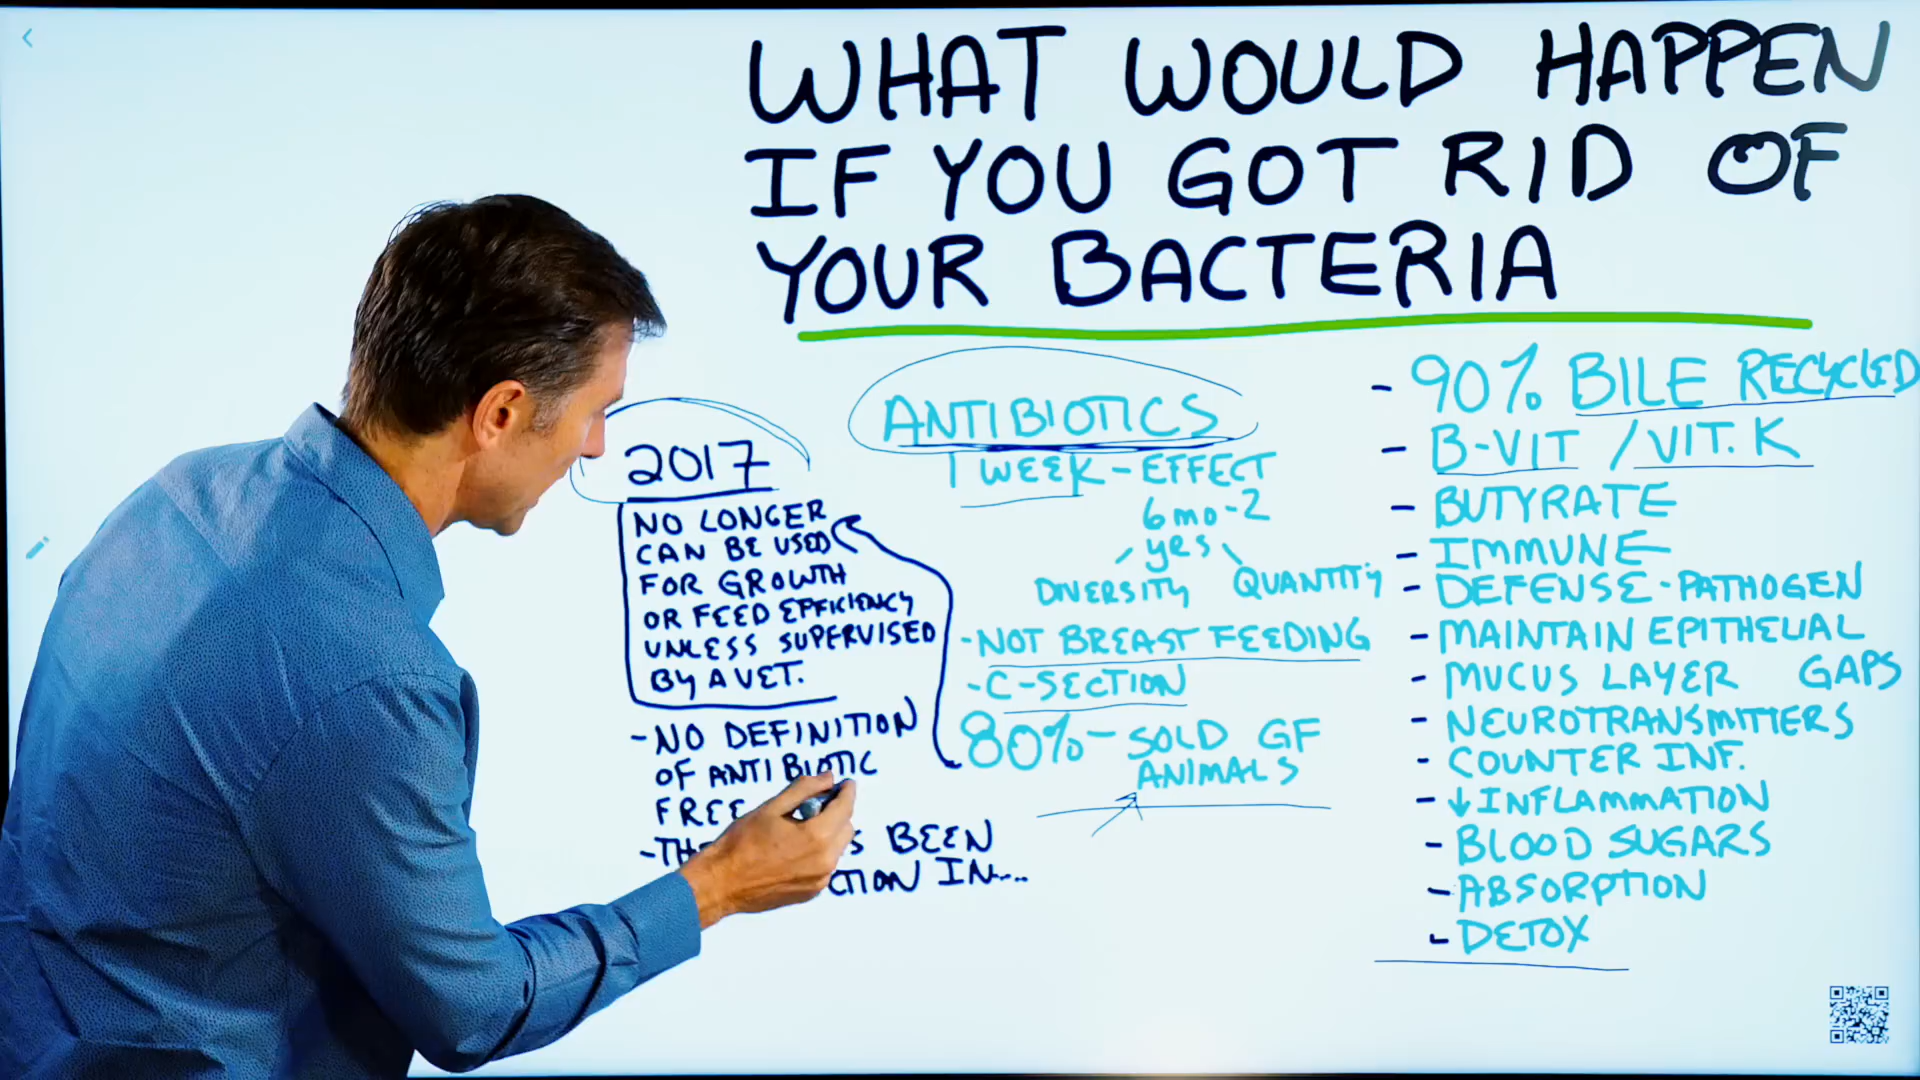 WHAT WOULD HAPPEN
IF YOU GOT RID OF
YOUR BACTERIA
2017
NO LONGER
CAN BE USED
FOR GROWTH
OR FEED EFFICIENCY
UNLESS SUPERVISED
BY A VET.
-NO DEFINITION
OF ANTIBIOTIC
FREE
BEEN
IN...
ANTIBIOTICS
1 WEEK - EFFECT
6 mo-2
yrs
DIVERSITY QUANTITY
-NOT BREAST FEEDING
-C-SECTION
80% - SOLD GF
ANIMALS
- 90% BILE RECYCLED
- B-VIT / VIT. K
- BUTYRATE
- IMMUNE
- DEFENSE-PATHOGEN
- MAINTAIN EPITHELIAL
- MUCUS LAYER GAPS
- NEUROTRANSMITTERS
- COUNTER INF.
- ↓ INFLAMMATION
- BLOOD SUGARS
- ABSORPTION
- DETOX